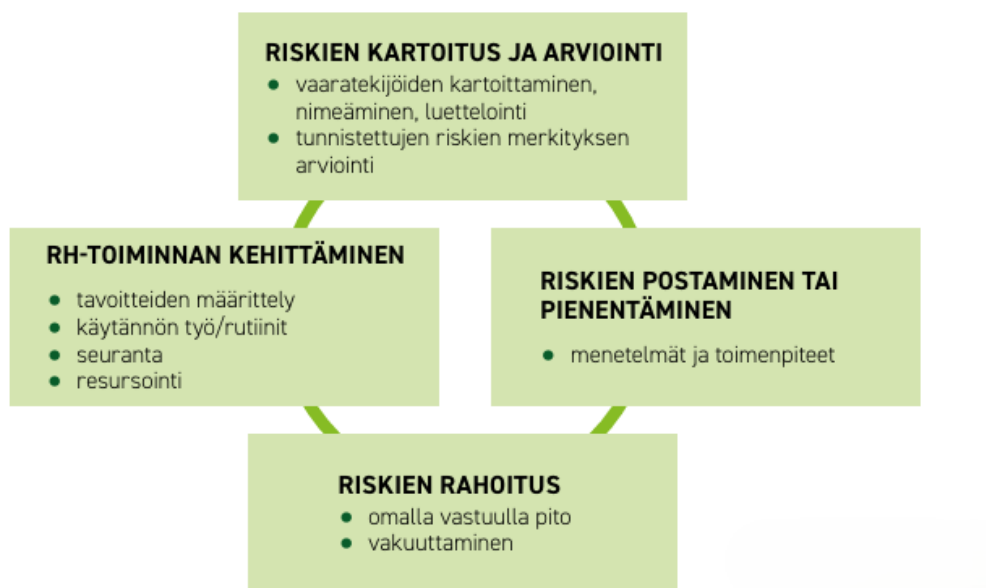 RISKIEN KARTOITUS JA ARVIOINTI
• vaaratekijöiden kartoittaminen,
nimeäminen, luettelointi
• tunnistettujen riskien merkityksen
arviointi
RH-TOIMINNAN KEHITTÄMINEN
• tavoitteiden määrittely
• käytännön työ/rutiinit
• seuranta
• resursointi
RISKIEN POSTAMINEN TAI
PIENENTÄMINEN
• menetelmät ja toimenpiteet
RISKIEN RAHOITUS
• omalla vastuulla pito
• vakuuttaminen